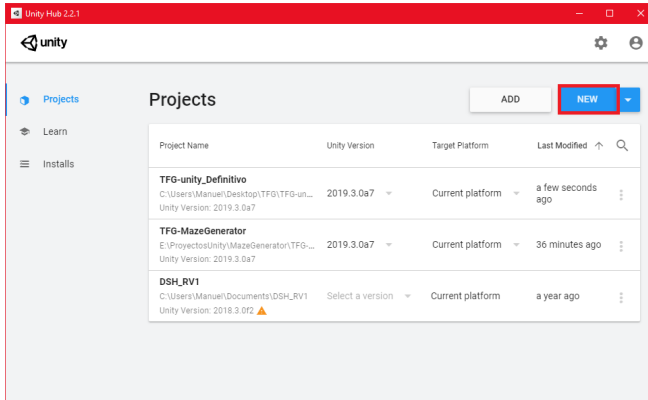 Unity Hub 2.2.1
unity
Projects
Learn
Installs
Projects
ADD
NEW
Project Name Unity Version Target Platform Last Modified
TFG-unity_Definitivo
C:\Users\Manuel\Desktop\TFG\TFG-un... 2019.3.0a7 Current platform a few seconds ago
Unity Version: 2019.3.0a7
TFG-MazeGenerator
E:\ProyectosUnity\MazeGenerator\TFG-... 2019.3.0a7 Current platform 36 minutes ago
Unity Version: 2019.3.0a7
DSH_RV1
C:\Users\Manuel\Documents\DSH_RV1 Select a version Current platform a year ago
Unity Version: 2018.3.0f2